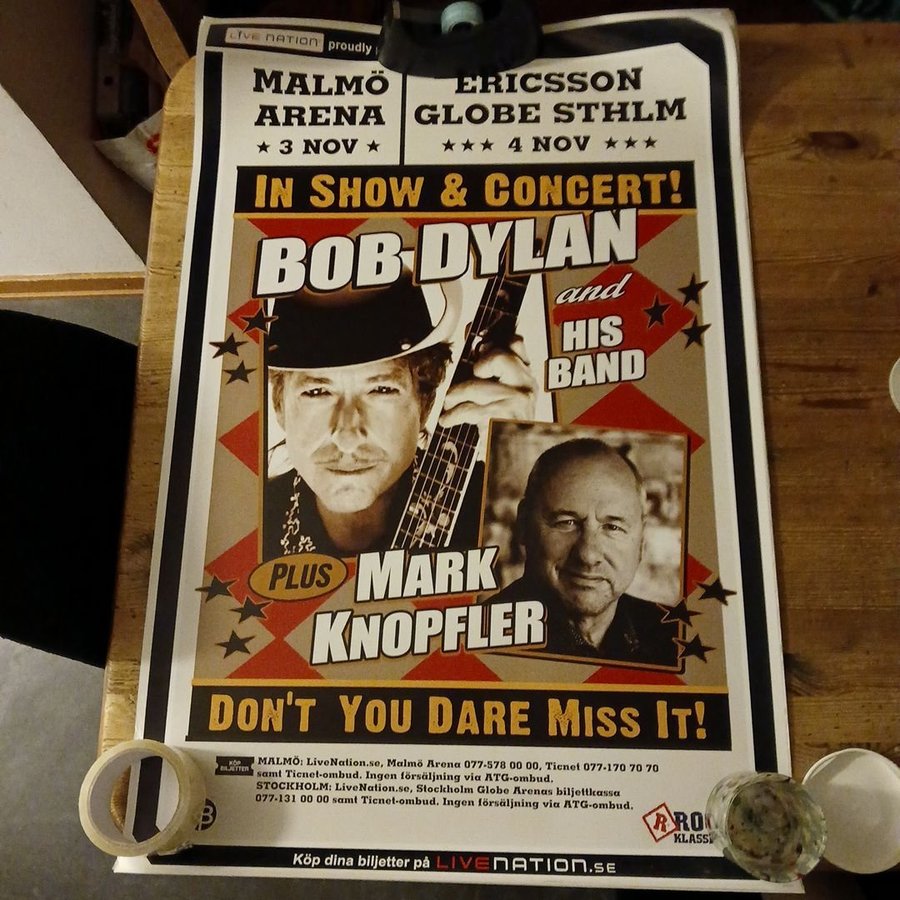 LIVE NATION proudly
MALMÖ
ARENA
★ 3 NOV ★
ERICSSON
GLOBE STHLM
★★★ 4 NOV ★★★
IN SHOW & CONCERT!
BOB DYLAN
and
HIS
BAND
PLUS
MARK
KNOPFLER
DON'T YOU DARE MISS IT!
KÖP
BILJETTER
MALMÖ: LiveNation.se, Malmö Arena 077-578 00 00, Ticnet 077-170 70 70
samt Ticnet-ombud. Ingen försäljning via ATG-ombud.
STOCKHOLM: LiveNation.se, Stockholm Globe Arenas biljettkassa
077-131 00 00 samt Ticnet-ombud. Ingen försäljning via ATG-ombud.
R
Köp dina biljetter på LIVENATION.SE